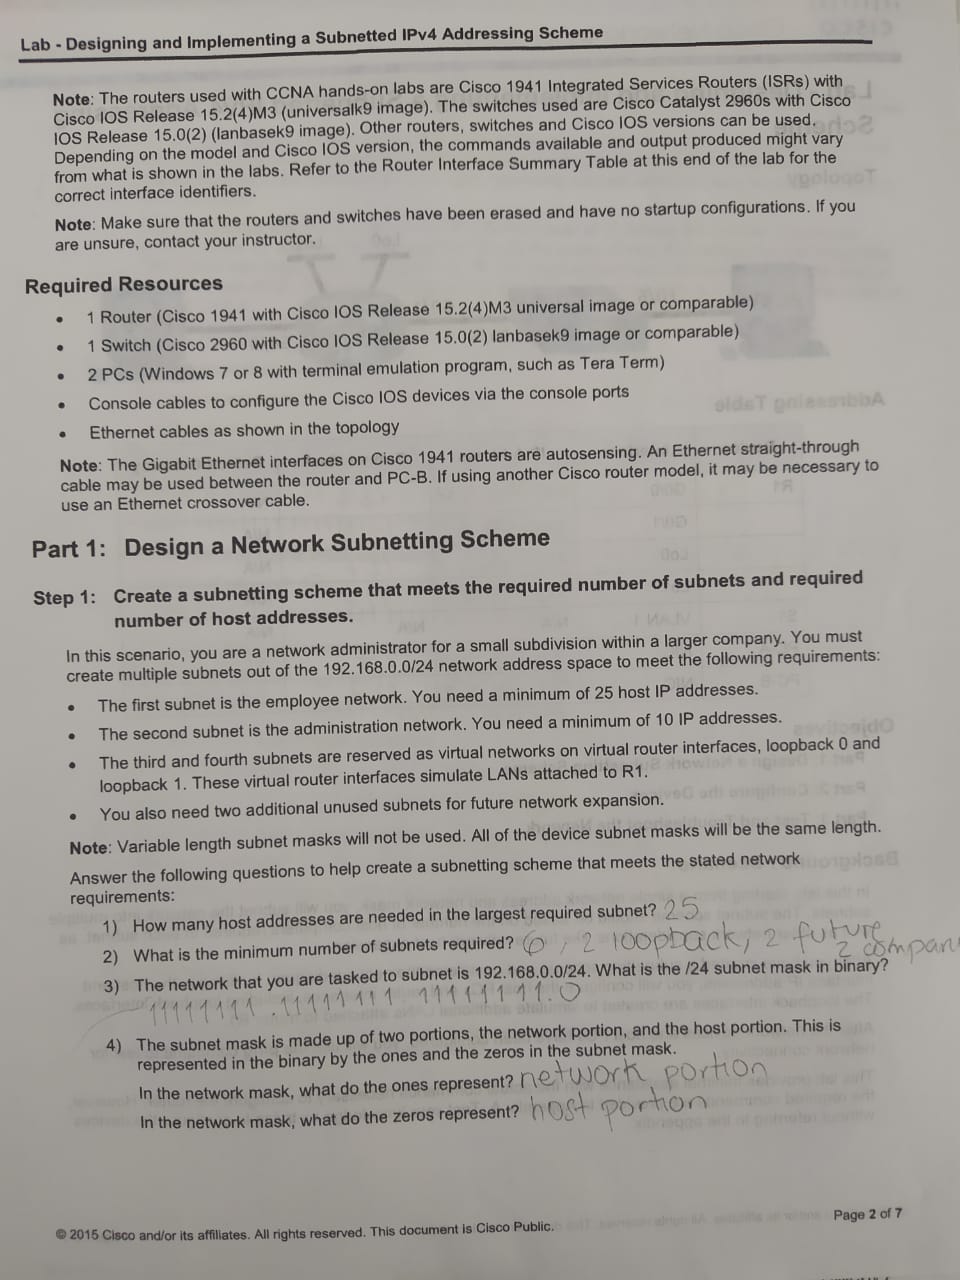 Lab - Designing and Implementing a Subnetted IPv4 Addressing Scheme
Note: The routers used with CCNA hands-on labs are Cisco 1941 Integrated Services Routers (ISRs) with
Cisco IOS Release 15.2(4)M3 (universalk9 image). The switches used are Cisco Catalyst 2960s with Cisco
IOS Release 15.0(2) (lanbasek9 image). Other routers, switches and Cisco IOS versions can be used.
Depending on the model and Cisco IOS version, the commands available and output produced might vary
from what is shown in the labs. Refer to the Router Interface Summary Table at this end of the lab for the
correct interface identifiers.
Note: Make sure that the routers and switches have been erased and have no startup configurations. If you
are unsure, contact your instructor.
Required Resources
• 1 Router (Cisco 1941 with Cisco IOS Release 15.2(4)M3 universal image or comparable)
• 1 Switch (Cisco 2960 with Cisco IOS Release 15.0(2) lanbasek9 image or comparable)
• 2 PCs (Windows 7 or 8 with terminal emulation program, such as Tera Term)
• Console cables to configure the Cisco IOS devices via the console ports
• Ethernet cables as shown in the topology
Note: The Gigabit Ethernet interfaces on Cisco 1941 routers are autosensing. An Ethernet straight-through
cable may be used between the router and PC-B. If using another Cisco router model, it may be necessary to
use an Ethernet crossover cable.
Part 1: Design a Network Subnetting Scheme
Step 1: Create a subnetting scheme that meets the required number of subnets and required
number of host addresses.
In this scenario, you are a network administrator for a small subdivision within a larger company. You must
create multiple subnets out of the 192.168.0.0/24 network address space to meet the following requirements:
• The first subnet is the employee network. You need a minimum of 25 host IP addresses.
• The second subnet is the administration network. You need a minimum of 10 IP addresses.
• The third and fourth subnets are reserved as virtual networks on virtual router interfaces, loopback 0 and
loopback 1. These virtual router interfaces simulate LANs attached to R1.
• You also need two additional unused subnets for future network expansion.
Note: Variable length subnet masks will not be used. All of the device subnet masks will be the same length.
Answer the following questions to help create a subnetting scheme that meets the stated network
requirements:
1) How many host addresses are needed in the largest required subnet? 25
2) What is the minimum number of subnets required? 6, 2 loopback, 2 future
2 compan
3) The network that you are tasked to subnet is 192.168.0.0/24. What is the /24 subnet mask in binary?
11111111.11111111.11111111.0
4) The subnet mask is made up of two portions, the network portion, and the host portion. This is
represented in the binary by the ones and the zeros in the subnet mask.
In the network mask, what do the ones represent? network portion
In the network mask, what do the zeros represent? host portion
© 2015 Cisco and/or its affiliates. All rights reserved. This document is Cisco Public.
Page 2 of 7